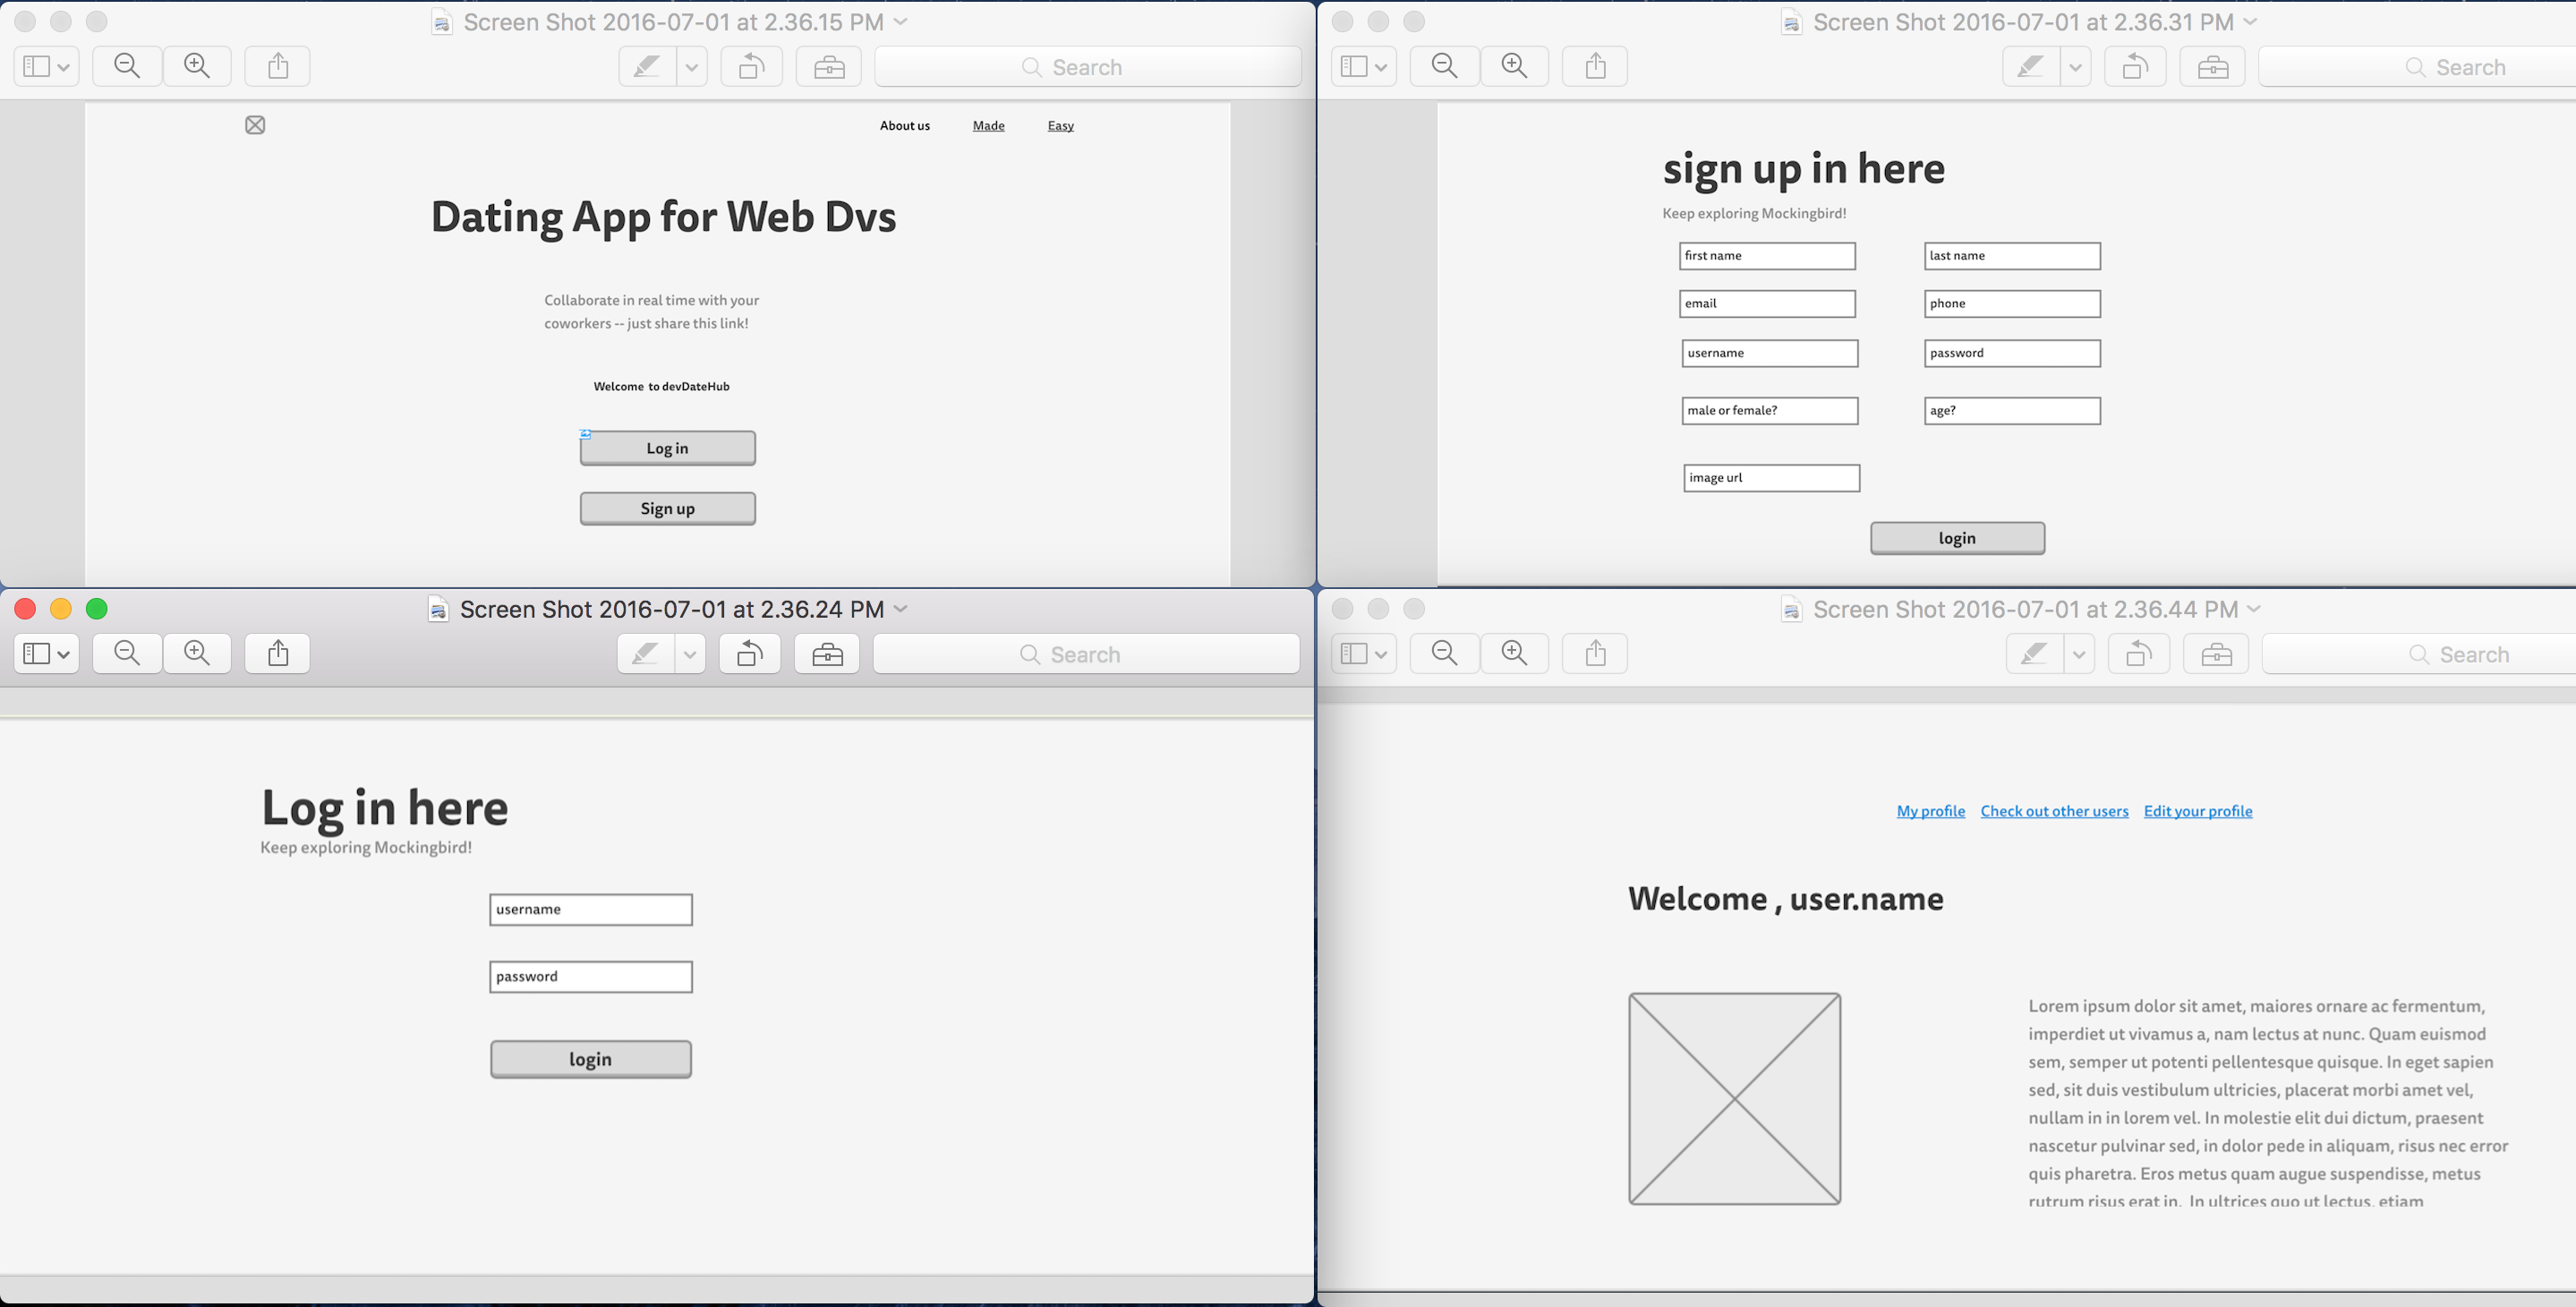 Screen Shot 2016-07-01 at 2.36.15 PM
Search
About us Made Easy
Dating App for Web Dvs
Collaborate in real time with your
coworkers -- just share this link!
Welcome to devDateHub
Log in
Sign up
Screen Shot 2016-07-01 at 2.36.31 PM
Search
sign up in here
Keep exploring Mockingbird!
first name last name
email phone
username password
male or female? age?
image url
login
Screen Shot 2016-07-01 at 2.36.24 PM
Search
Log in here
Keep exploring Mockingbird!
username
password
login
Screen Shot 2016-07-01 at 2.36.44 PM
Search
My profile Check out other users Edit your profile
Welcome , user.name
Lorem ipsum dolor sit amet, maiores ornare ac fermentum,
imperdiet ut vivamus a, nam lectus at nunc. Quam euismod
sem, semper ut potenti pellentesque quisque. In eget sapien
sed, sit duis vestibulum ultricies, placerat morbi amet vel,
nullam in in lorem vel. In molestie elit dui dictum, praesent
nascetur pulvinar sed, in dolor pede in aliquam, risus nec error
quis pharetra. Eros metus quam augue suspendisse, metus
rutrum risus erat in. In ultrices quo ut lectus, etiam